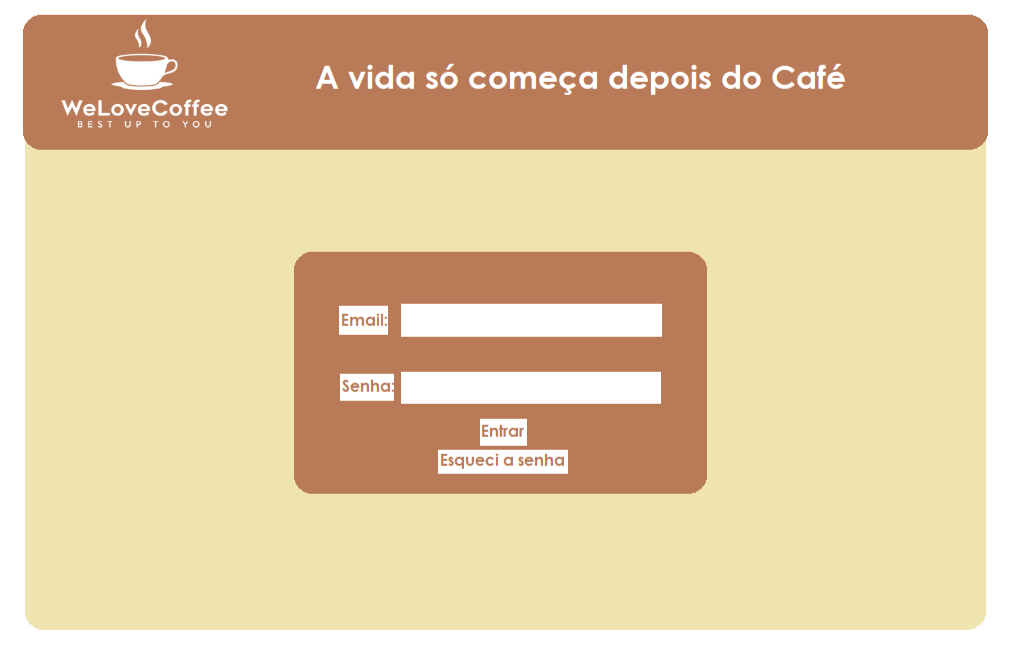 WeLoveCoffee
BEST UP TO YOU
A vida só começa depois do Café
Email:
Senha:
Entrar
Esqueci a senha